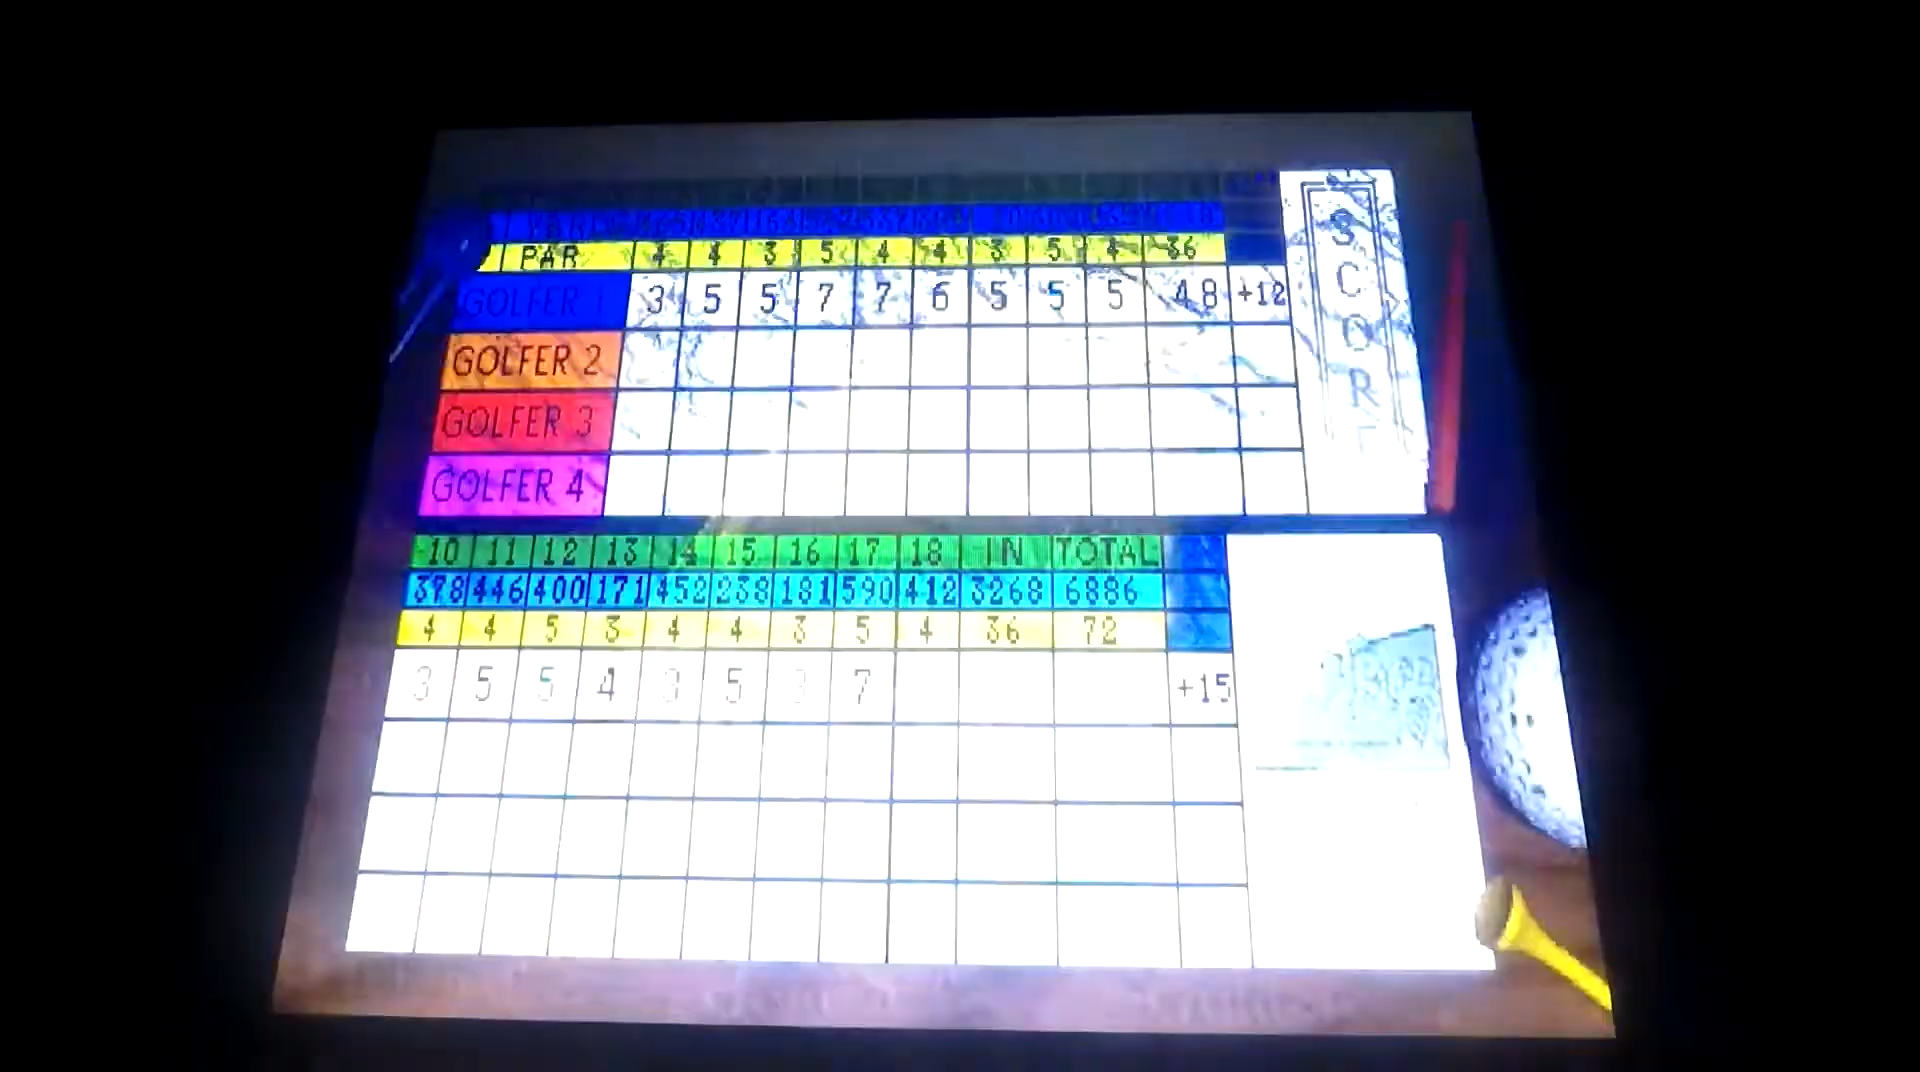 PAR 4 4 3 5 4 4 3 5 4 36
GOLFER 1 3 5 5 7 7 6 5 5 5 48 +12
GOLFER 2
GOLFER 3
GOLFER 4
SCOR
10 11 12 13 14 15 16 17 18 IN TOTAL
378 446 400 171 452 238 181 590 412 3268 6886
4 4 5 3 4 4 3 5 4 36 72
3 5 5 4 3 5 3 7 +15